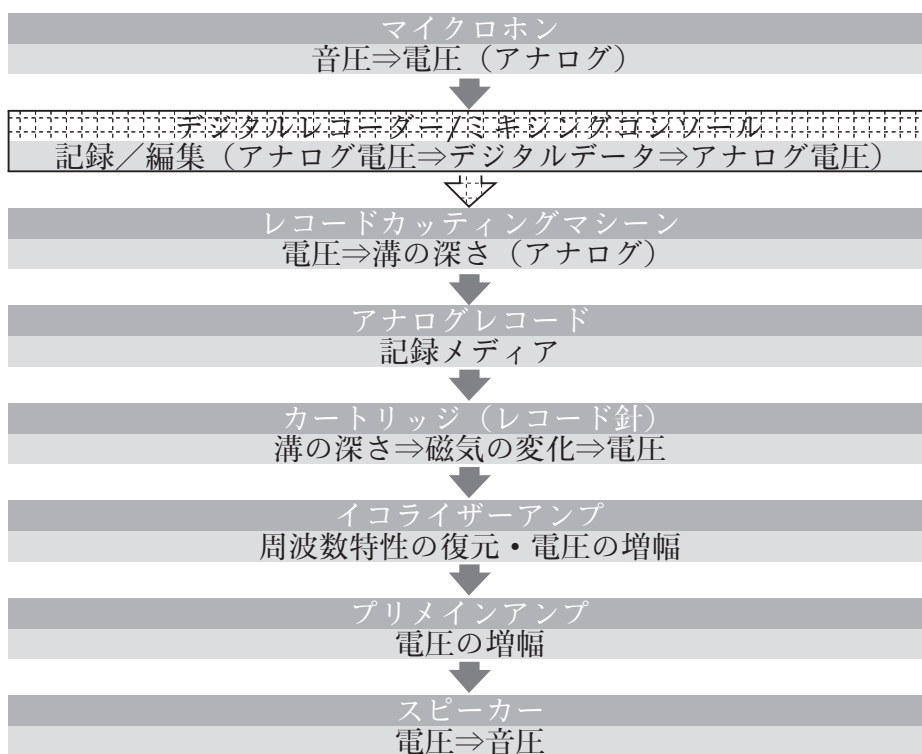 マイクロホン
音圧⇒電圧（アナログ）
デジタルレコーダー/ミキシングコンソール
記録／編集（アナログ電圧⇒デジタルデータ⇒アナログ電圧）
レコードカッティングマシーン
電圧⇒溝の深さ（アナログ）
アナログレコード
記録メディア
カートリッジ（レコード針）
溝の深さ⇒磁気の変化⇒電圧
イコライザーアンプ
周波数特性の復元・電圧の増幅
プリメインアンプ
電圧の増幅
スピーカー
電圧⇒音圧